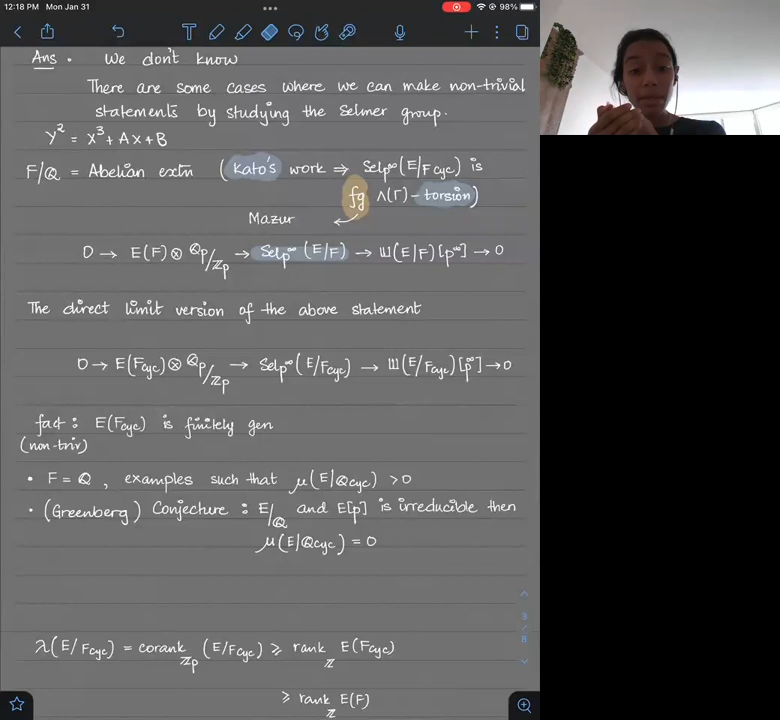 12:18 PM Mon Jan 31
98%
Ans. We don't know
There are some cases where we can make non-trivial
statements by studying the Selmer group.
y² = x³ + Ax + B
F/ℚ = Abelian extn (Kato's work ⇒ Selp∞(E/Fcyc) is
fg Λ(Γ) - torsion)
Mazur
0 → E(F) ⊗ ℚp/ℤp → Selp∞(E/F) → Ш(E/F)[p∞] → 0
The direct limit version of the above statement
0 → E(Fcyc) ⊗ ℚp/ℤp → Selp∞(E/Fcyc) → Ш(E/Fcyc)[p∞] → 0
fact : E(Fcyc) is finitely gen
(non-triv)
• F = ℚ, examples such that μ(E/ℚcyc) > 0
• (Greenberg) Conjecture : E/ℚ and E[p] is irreducible then
μ(E/ℚcyc) = 0
λ(E/Fcyc) = corank ℤp (E/Fcyc) ⩾ rank ℤ E(Fcyc)
⩾ rank ℤ E(F)